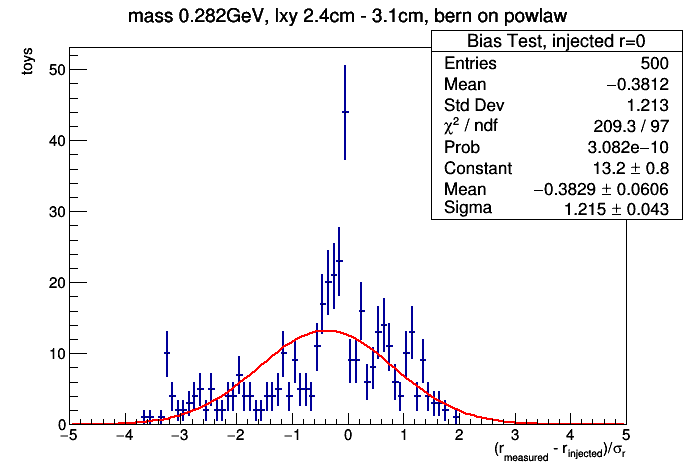 mass 0.282GeV, lxy 2.4cm - 3.1cm, bern on powlaw
Bias Test, injected r=0
Entries 500
Mean −0.3812
Std Dev 1.213
χ² / ndf 209.3 / 97
Prob 3.082e−10
Constant 13.2 ± 0.8
Mean −0.3829 ± 0.0606
Sigma 1.215 ± 0.043
toys
50
40
30
20
10
0
−5 −4 −3 −2 −1 0 1 2 3 4 5
(r_measured - r_injected)/σ_r